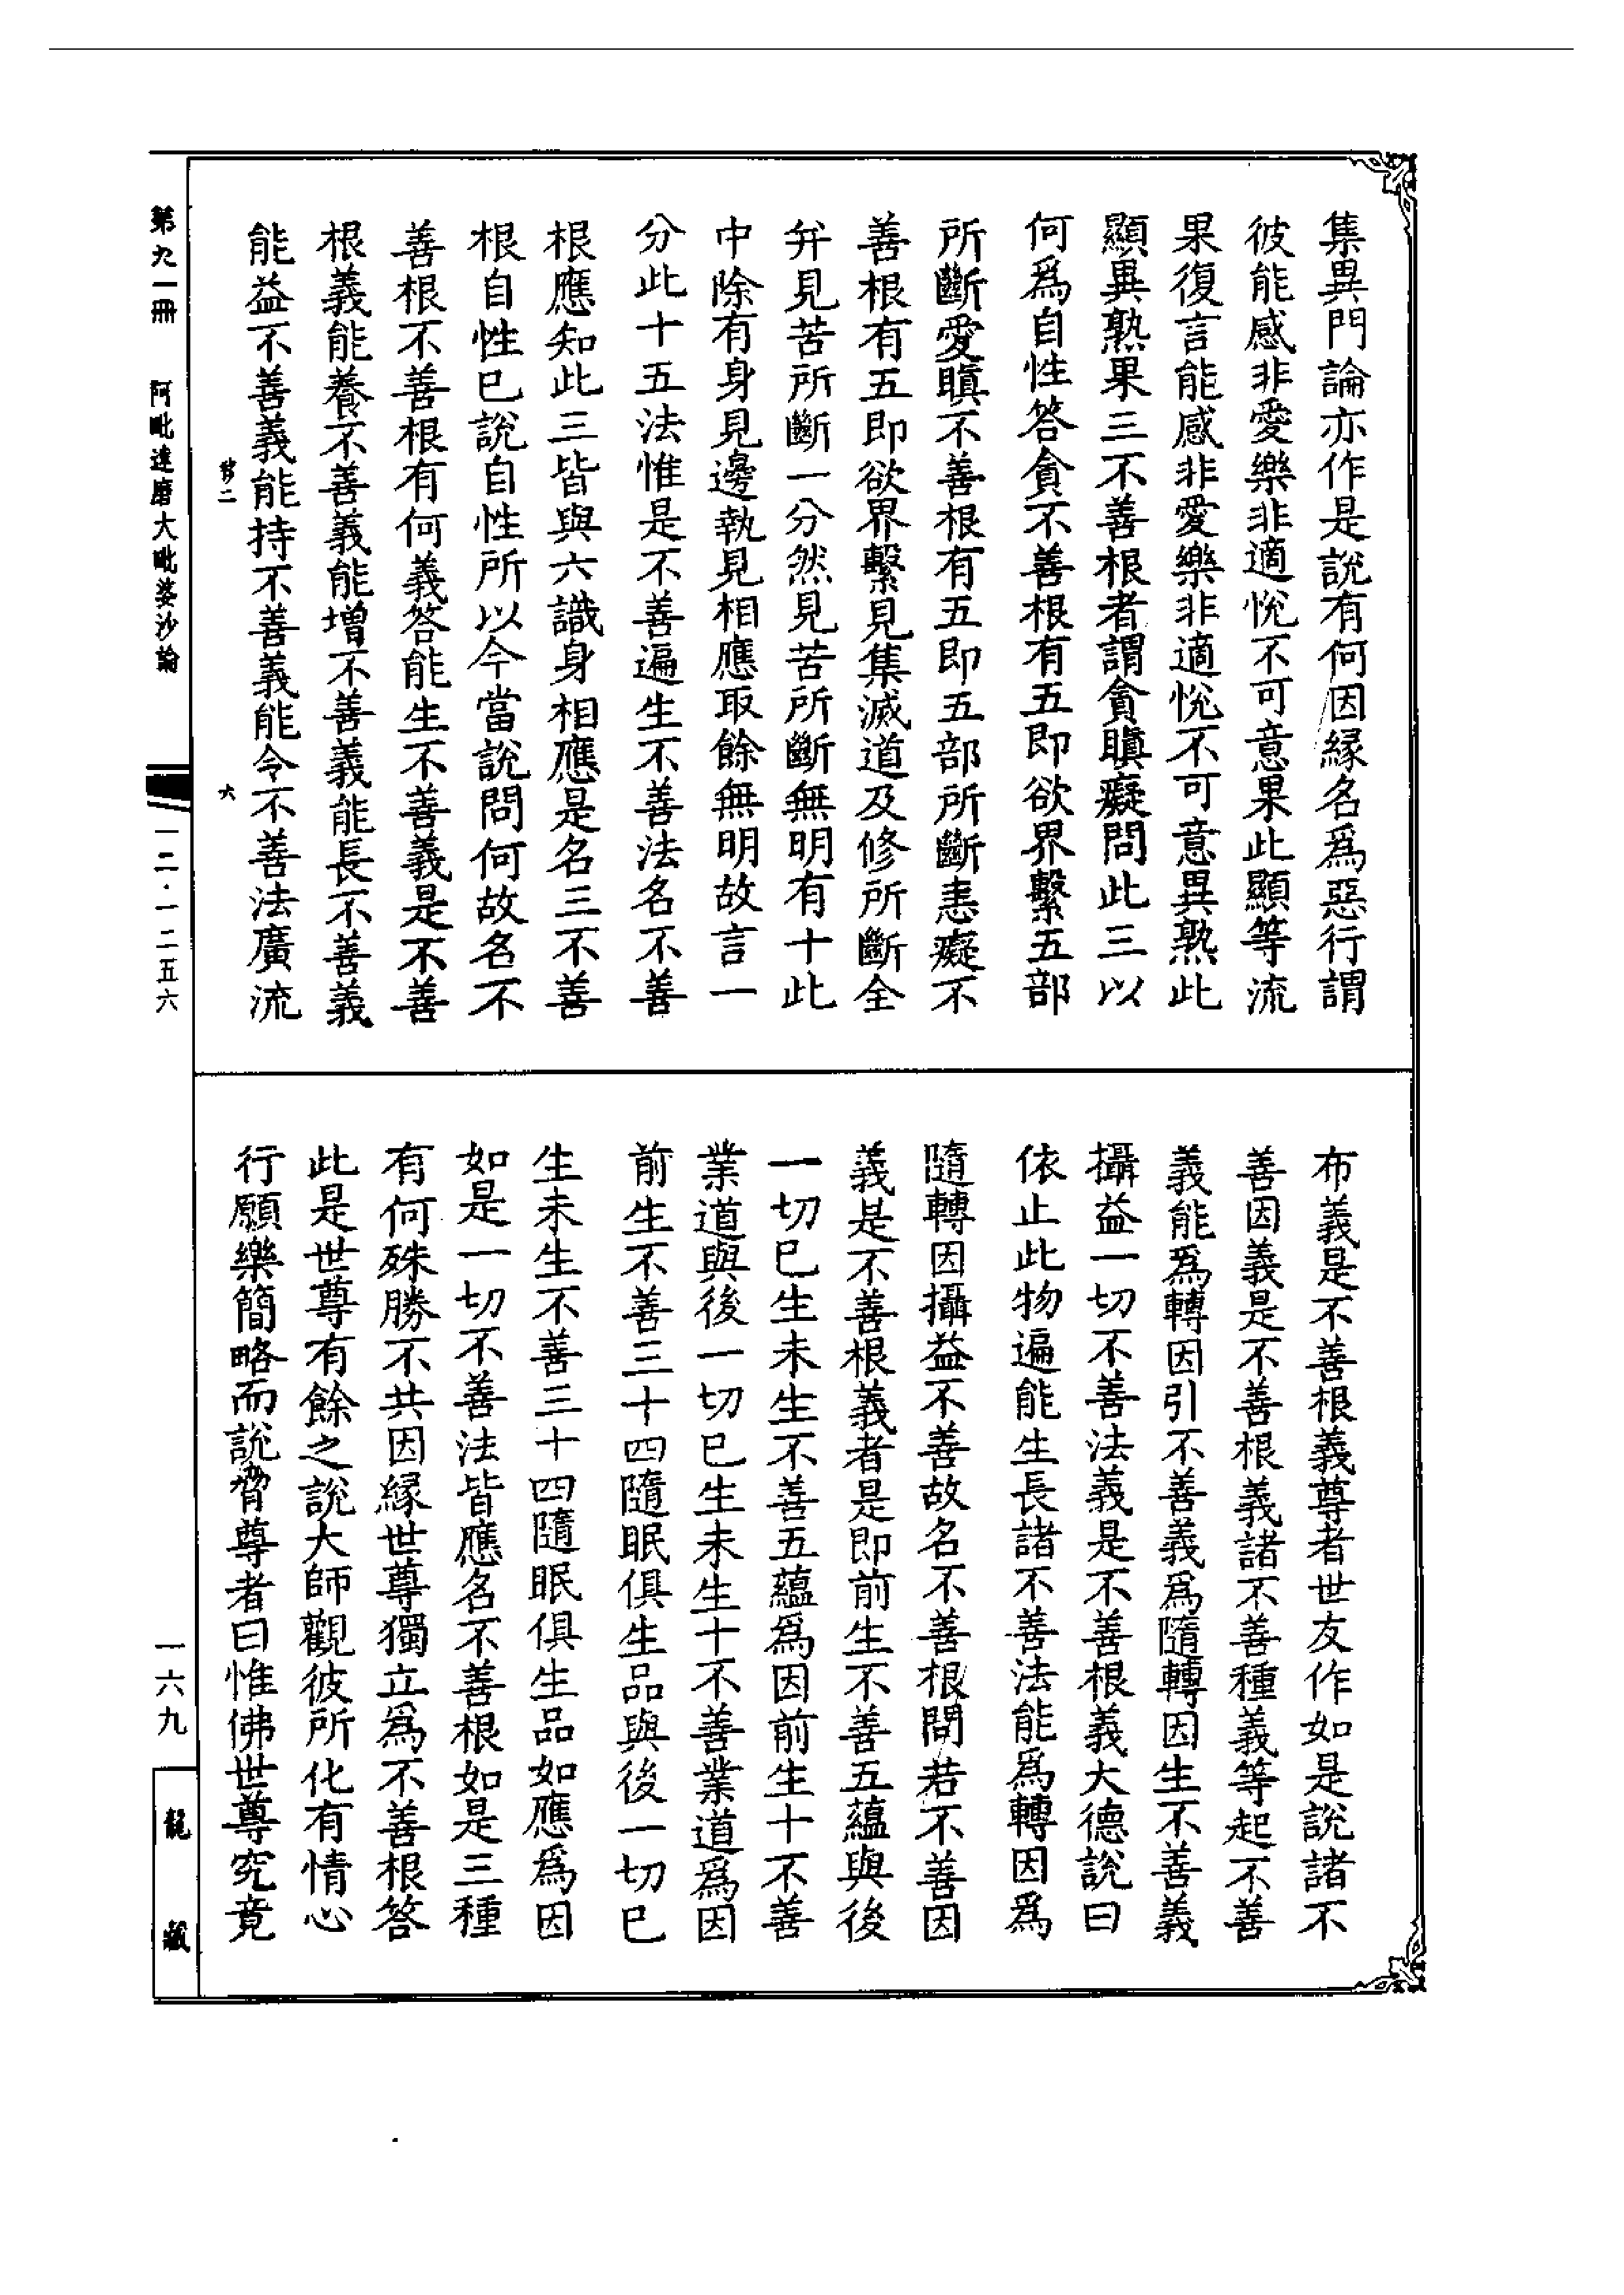 集異門論亦作是說有何因緣名爲惡行謂
彼能感非愛樂非適悅不可意果此顯等流
果復言能感非愛樂非適悅不可意異熟此
顯異熟果三不善根者謂貪瞋癡問此三以
何爲自性答貪不善根有五即欲界繫五部
所斷愛瞋不善根有五即五部所斷恚癡不
善根有五即欲界繫見集滅道及修所斷全
并見苦所斷一分然見苦所斷無明有十此
中除有身見邊執見相應取餘無明故言一
分此十五法惟是不善遍生不善法名不善
根應知此三皆與六識身相應是名三不善
根自性已說自性所以今當說問何故名不
善根不善根有何義答能生不善義是不善
根義能養不善義能增不善義能長不善義
能益不善義能持不善義能令不善法廣流
布義是不善根義尊者世友作如是說諸不
善因義是不善根義諸不善種義等起不善
義能爲轉因引不善義爲隨轉因生不善義
攝益一切不善法義是不善根義大德說曰
依止此物遍能生長諸不善法能爲轉因爲
隨轉因攝益不善故名不善根問若不善因
義是不善根義者是即前生不善五蘊與後
一切已生未生不善五蘊爲因前生十不善
業道與後一切已生未生十不善業道爲因
前生不善三十四隨眠俱生品與後一切已
生未生不善三十四隨眠俱生品如應爲因
如是一切不善法皆應名不善根如是三種
有何殊勝不共因緣世尊獨立爲不善根答
此是世尊有餘之說大師觀彼所化有情心
行願樂簡略而說脅尊者曰惟佛世尊究竟
第九一冊 阿毗達磨大毗婆沙論
六
一二·一二五六
一六九
龍藏